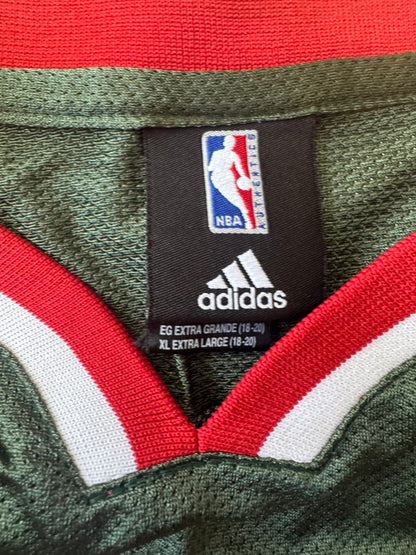 NBA
AUTHENTICS
adidas
EG EXTRA GRANDE (18-20)
XL EXTRA LARGE (18-20)